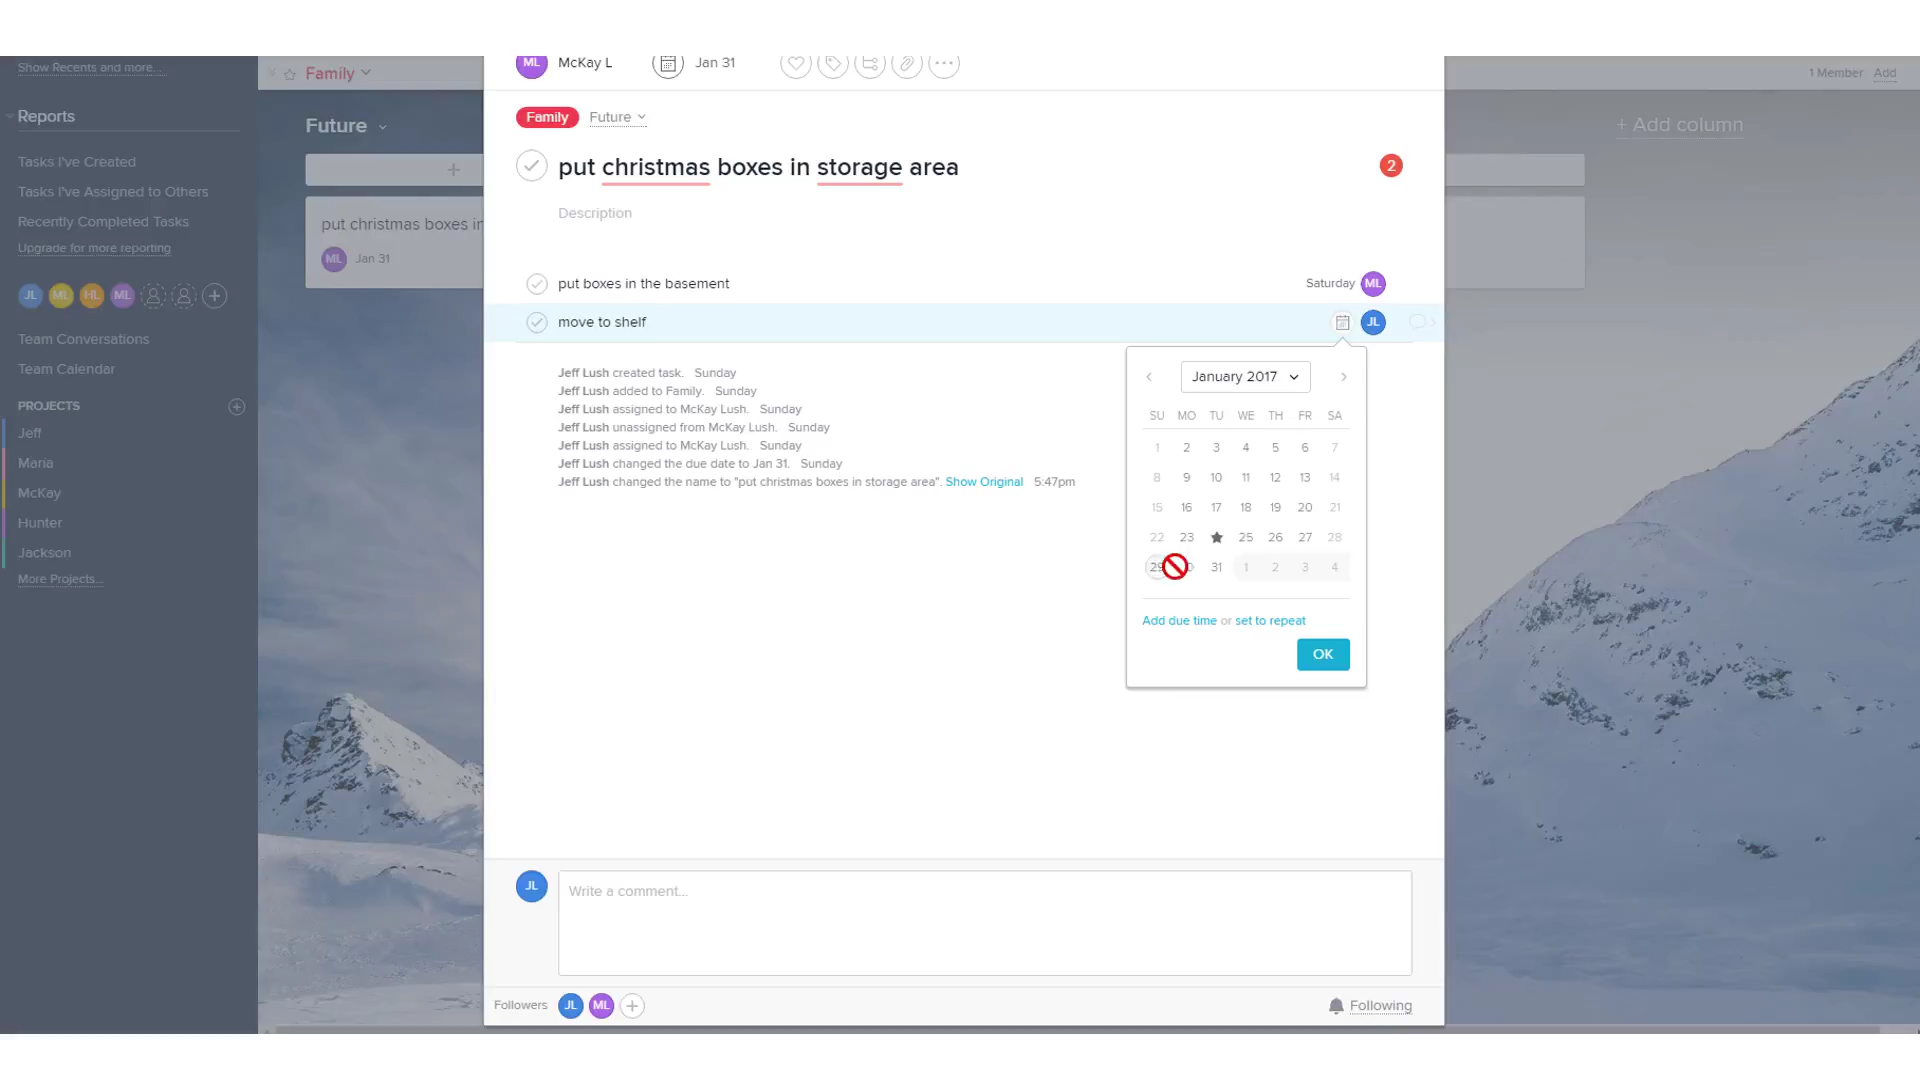 Show Recents and more...
Reports
Tasks I've Created
Tasks I've Assigned to Others
Recently Completed Tasks
Upgrade for more reporting
JL ML HL ML
Team Conversations
Team Calendar
PROJECTS
Jeff
Maria
McKay
Hunter
Jackson
More Projects...
Family
Future
+
put christmas boxes in
ML Jan 31
ML McKay L Jan 31
Family Future
put christmas boxes in storage area 2
Description
put boxes in the basement Saturday ML
move to shelf JL
Jeff Lush created task. Sunday
Jeff Lush added to Family. Sunday
Jeff Lush assigned to McKay Lush. Sunday
Jeff Lush unassigned from McKay Lush. Sunday
Jeff Lush assigned to McKay Lush. Sunday
Jeff Lush changed the due date to Jan 31. Sunday
Jeff Lush changed the name to "put christmas boxes in storage area". Show Original 5:47pm
January 2017
SU MO TU WE TH FR SA
1 2 3 4 5 6 7
8 9 10 11 12 13 14
15 16 17 18 19 20 21
22 23 25 26 27 28
29 31 1 2 3 4
Add due time or set to repeat
OK
JL Write a comment...
Followers JL ML Following
1 Member Add
+ Add column